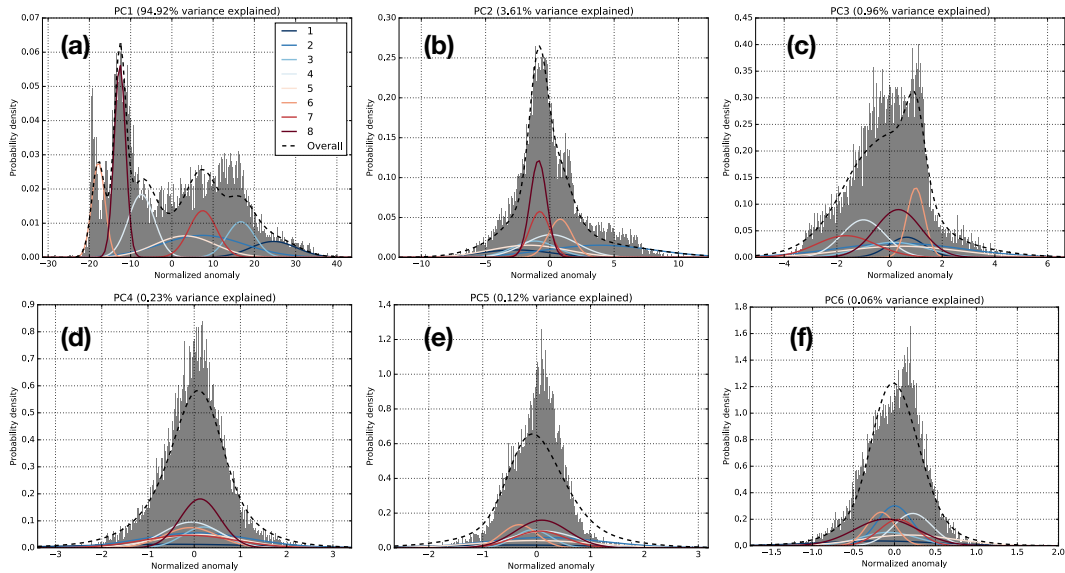 PC1 (94.92% variance explained)
(a)
Probability density
0.07
0.06
0.05
0.04
0.03
0.02
0.01
0.00
1
2
3
4
5
6
7
8
Overall
−30 −20 −10 0 10 20 30 40
Normalized anomaly
PC2 (3.61% variance explained)
(b)
Probability density
0.30
0.25
0.20
0.15
0.10
0.05
0.00
−10 −5 0 5 10
Normalized anomaly
PC3 (0.96% variance explained)
(c)
Probability density
0.45
0.40
0.35
0.30
0.25
0.20
0.15
0.10
0.05
0.00
−4 −2 0 2 4 6
Normalized anomaly
PC4 (0.23% variance explained)
(d)
Probability density
0.9
0.8
0.7
0.6
0.5
0.4
0.3
0.2
0.1
0.0
−3 −2 −1 0 1 2 3
Normalized anomaly
PC5 (0.12% variance explained)
(e)
Probability density
1.4
1.2
1.0
0.8
0.6
0.4
0.2
0.0
−2 −1 0 1 2 3
Normalized anomaly
PC6 (0.06% variance explained)
(f)
Probability density
1.8
1.6
1.4
1.2
1.0
0.8
0.6
0.4
0.2
0.0
−1.5 −1.0 −0.5 0.0 0.5 1.0 1.5 2.0
Normalized anomaly